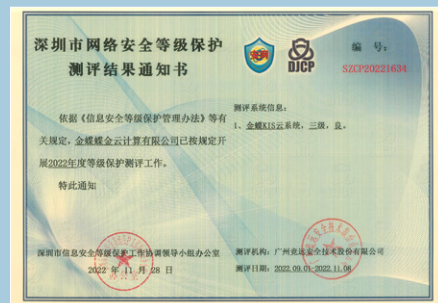 深圳市网络安全等级保护
测评结果通知书
DJCP
编 号:
SZCP20221634
依据《信息安全等级保护管理办法》等有
关规定,金蝶蝶金云计算有限公司已按规定开
展2022年度等级保护测评工作。
特此通知
深圳市信息安全等级保护工作协调领导小组办公室
2022 年 11 月 28 日
测评系统信息:
1、金蝶KIS云系统,三级,良。
测评机构:广州竞远安全技术股份有限公司
测评日期:2022.09.01-2022.11.08